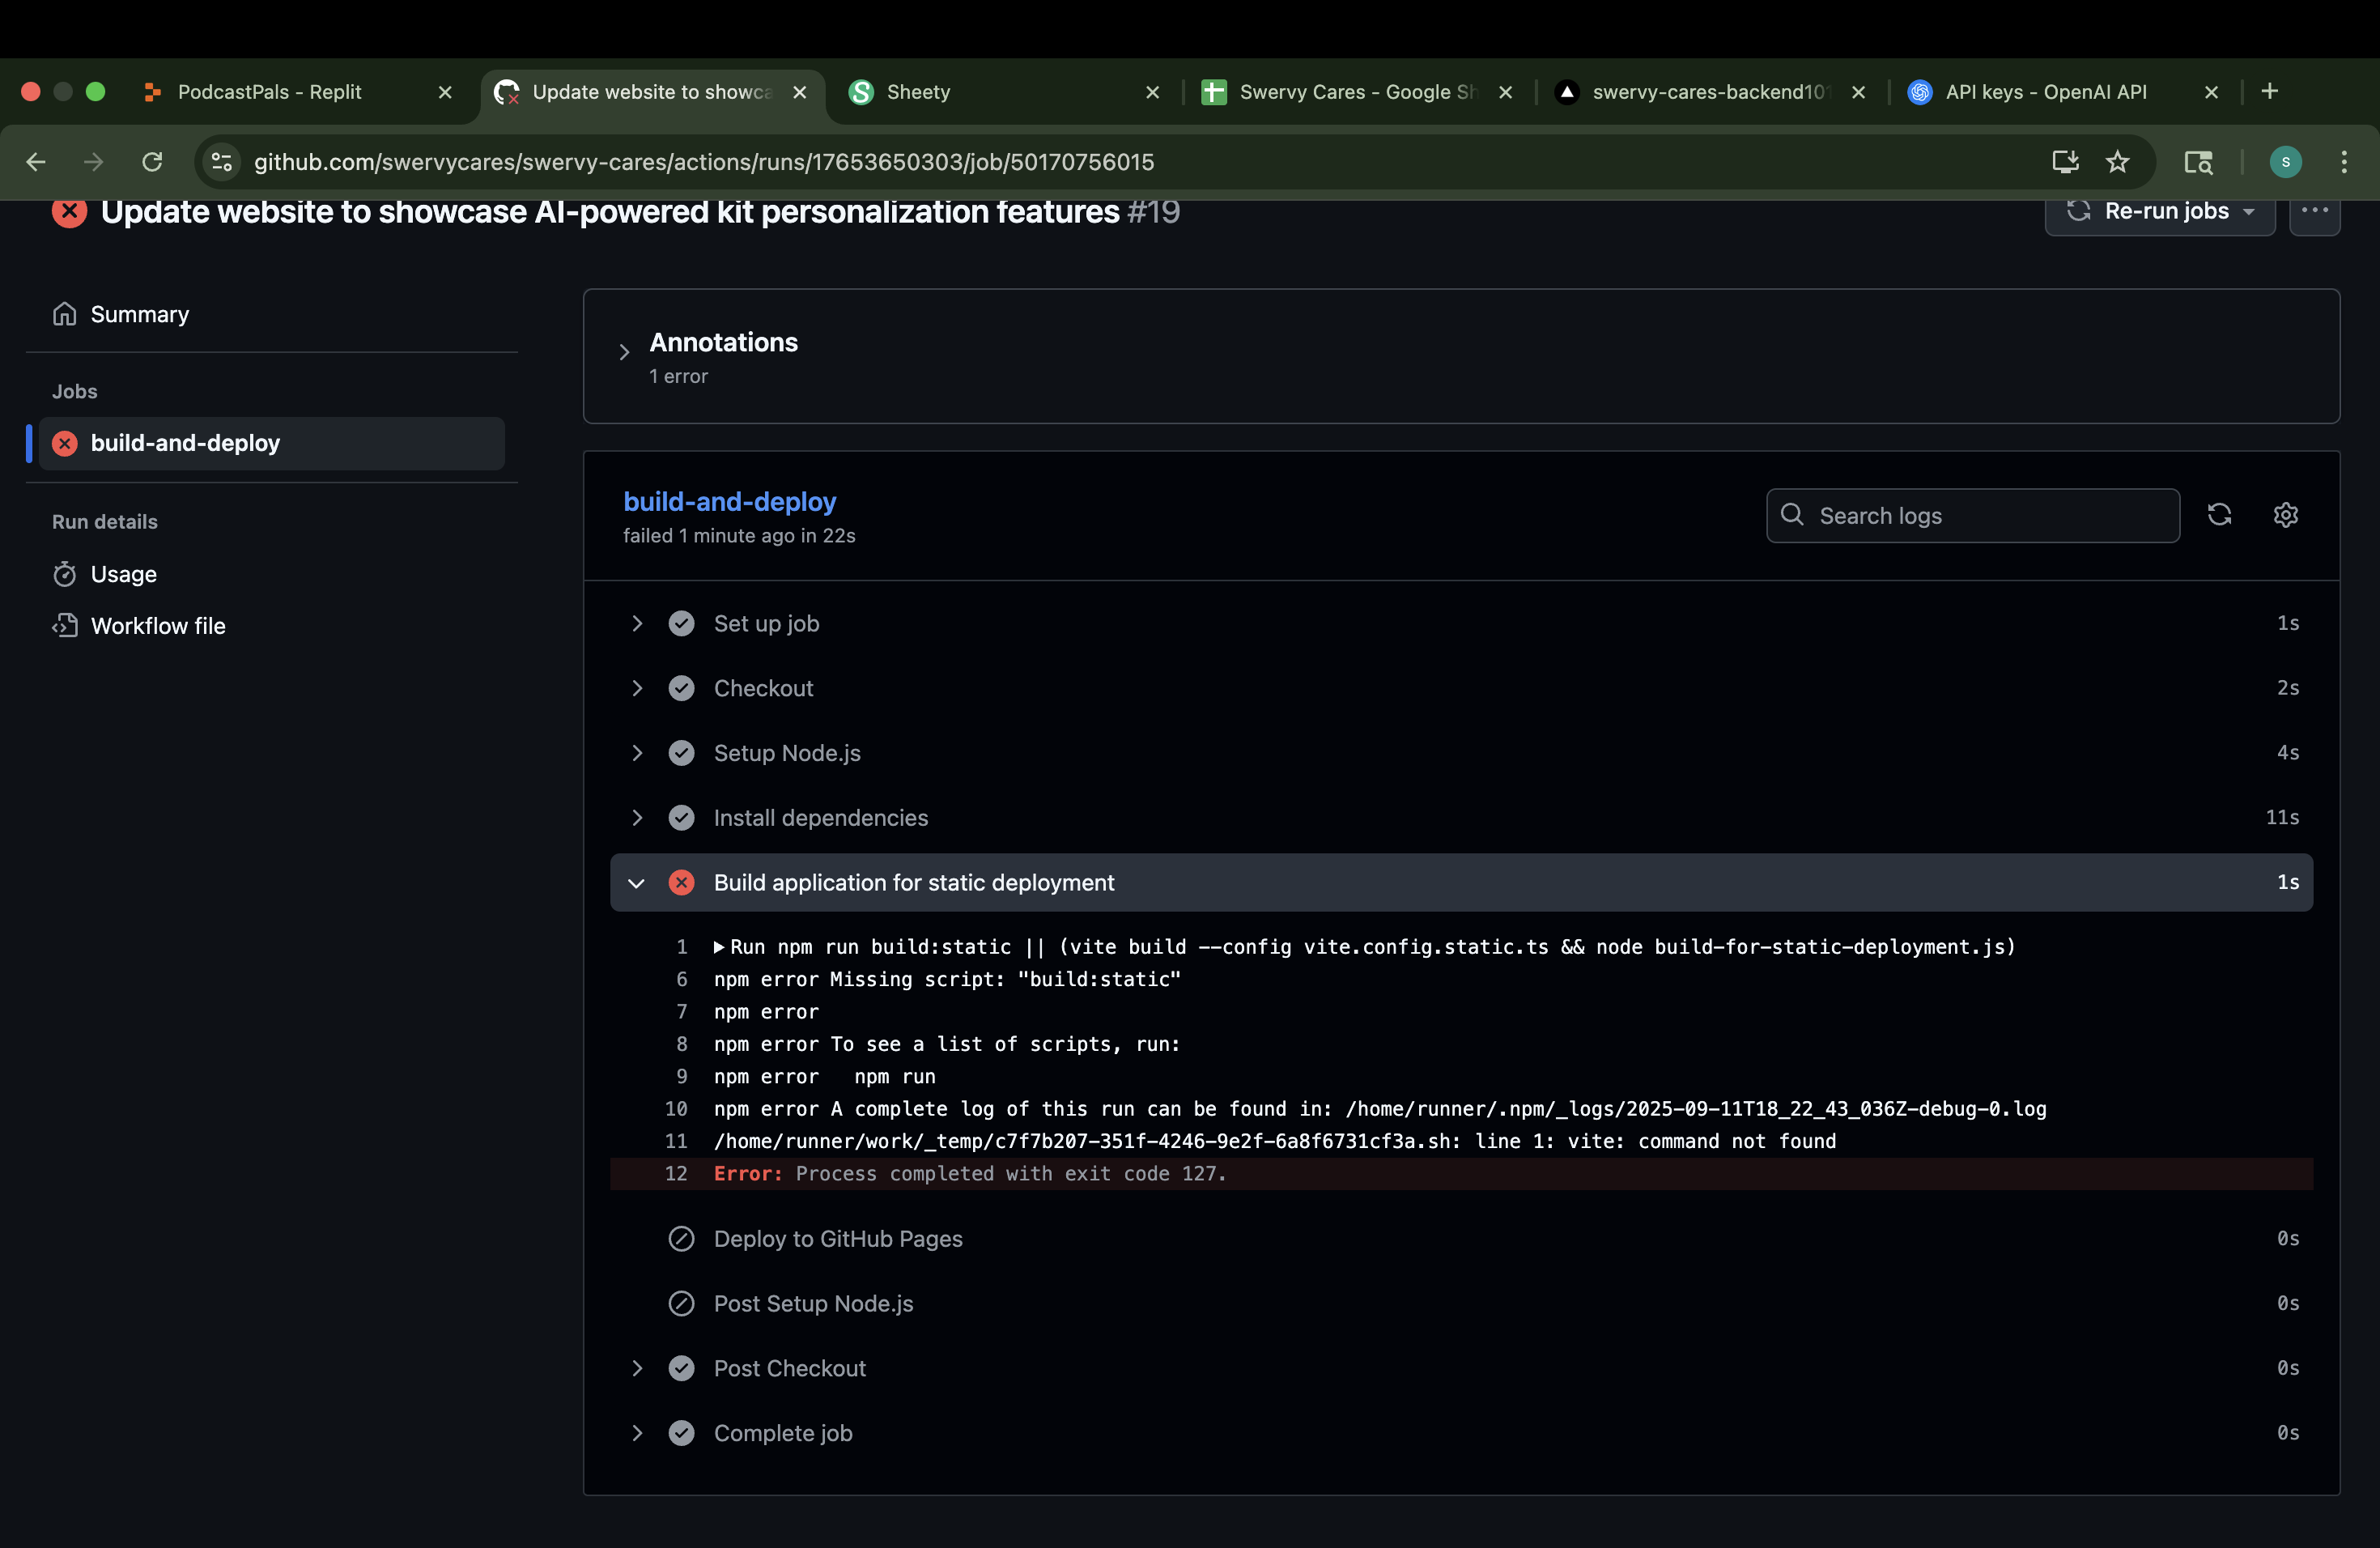 PodcastPals - Replit
Update website to showca
Sheety
Swervy Cares - Google Sh
swervy-cares-backend101
API keys - OpenAI API
github.com/swervycares/swervy-cares/actions/runs/17653650303/job/50170756015
s
Update website to showcase AI-powered kit personalization features #19
Re-run jobs
Summary
Jobs
build-and-deploy
Run details
Usage
Workflow file
Annotations
1 error
build-and-deploy
failed 1 minute ago in 22s
Search logs
Set up job 1s
Checkout 2s
Setup Node.js 4s
Install dependencies 11s
Build application for static deployment 1s
1 Run npm run build:static || (vite build --config vite.config.static.ts && node build-for-static-deployment.js)
6 npm error Missing script: "build:static"
7 npm error
8 npm error To see a list of scripts, run:
9 npm error   npm run
10 npm error A complete log of this run can be found in: /home/runner/.npm/_logs/2025-09-11T18_22_43_036Z-debug-0.log
11 /home/runner/work/_temp/c7f7b207-351f-4246-9e2f-6a8f6731cf3a.sh: line 1: vite: command not found
12 Error: Process completed with exit code 127.
Deploy to GitHub Pages 0s
Post Setup Node.js 0s
Post Checkout 0s
Complete job 0s